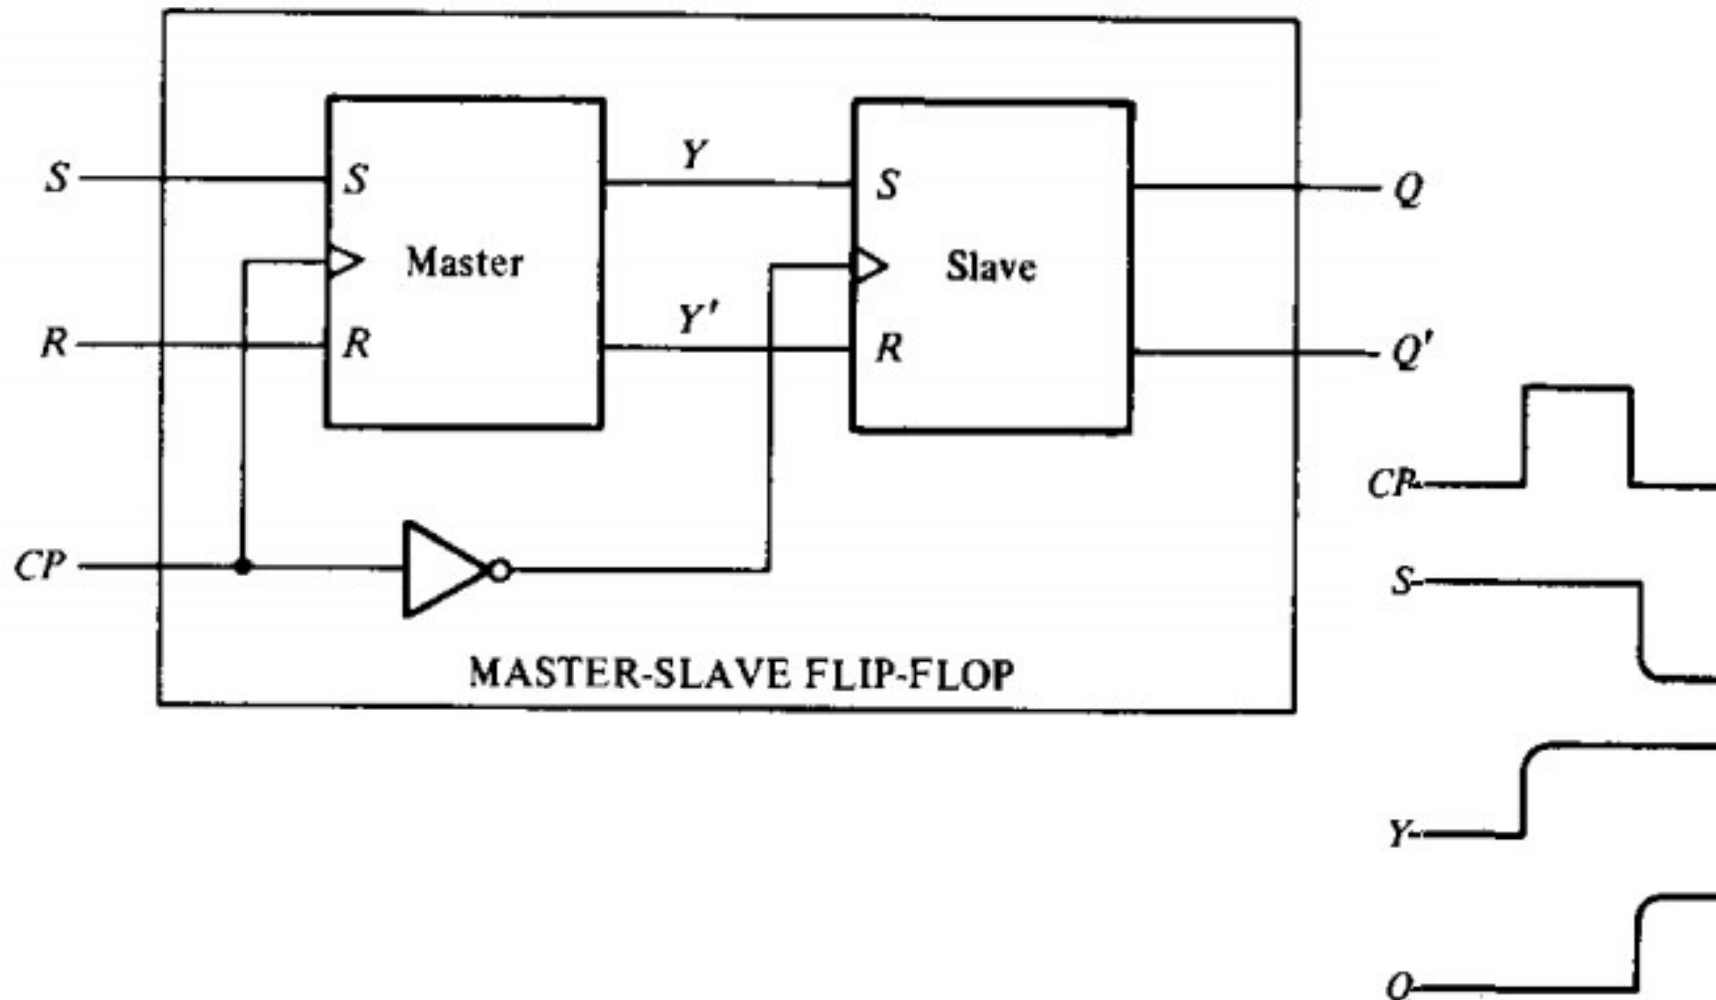 S S Y S Q
Master Slave
R R Y' R Q'
CP
CP
S
MASTER-SLAVE FLIP-FLOP
Y
Q